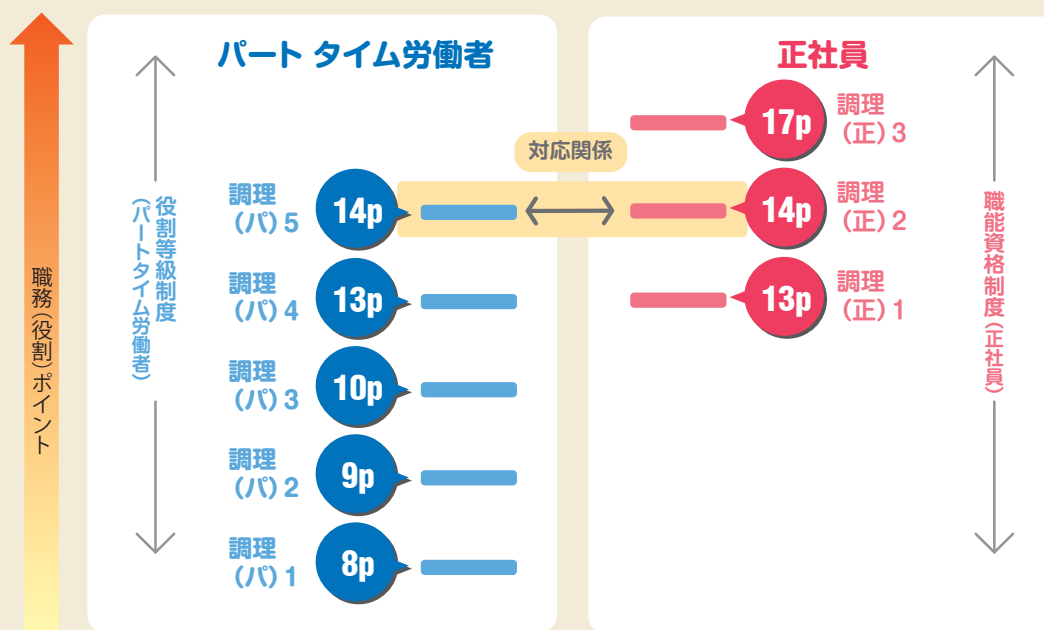 パート タイム労働者
正社員
職務(役割)ポイント
役割等級制度
(パートタイム労働者)
対応関係
調理
(パ)5
14p
調理
(パ)4
13p
調理
(パ)3
10p
調理
(パ)2
9p
調理
(パ)1
8p
17p
調理
(正)3
14p
調理
(正)2
13p
調理
(正)1
職能資格制度(正社員)